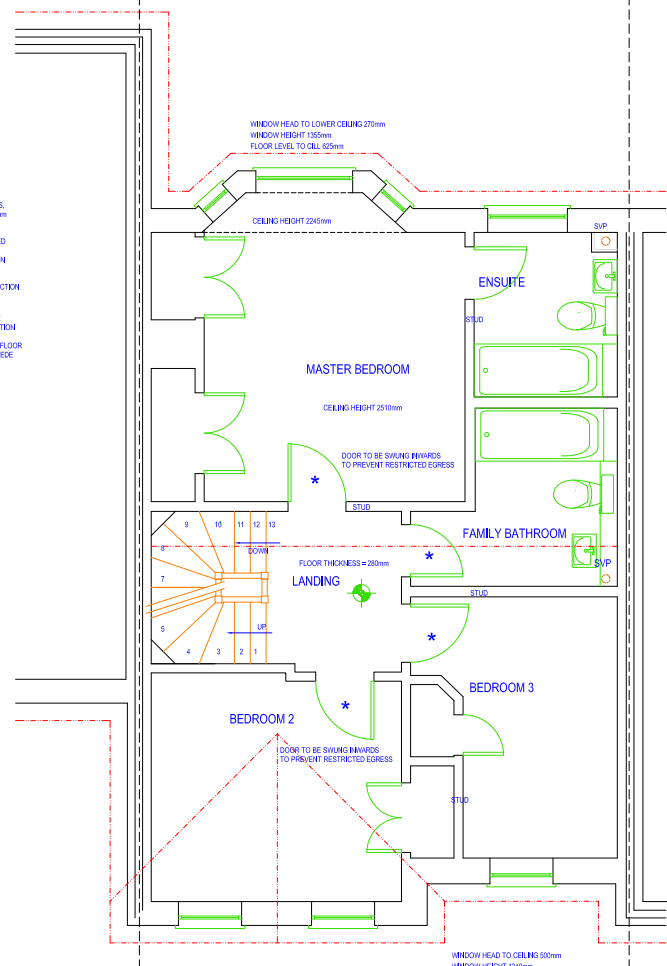 WINDOW HEAD TO LOWER CEILING 270mm
WINDOW HEIGHT 1355mm
FLOOR LEVEL TO CILL 625mm
CEILING HEIGHT 2245mm
SVP
ENSUITE
STUD
MASTER BEDROOM
CEILING HEIGHT 2510mm
DOOR TO BE SWUNG INWARDS
TO PREVENT RESTRICTED EGRESS
*
STUD
9 10 11 12 13
8
DOWN
FAMILY BATHROOM
*
FLOOR THICKNESS = 280mm
SVP
7
LANDING
STUD
5
UP
4 3 2 1
*
BEDROOM 3
*
BEDROOM 2
DOOR TO BE SWUNG INWARDS
TO PREVENT RESTRICTED EGRESS
STUD
WINDOW HEAD TO CEILING 500mm
FLOOR